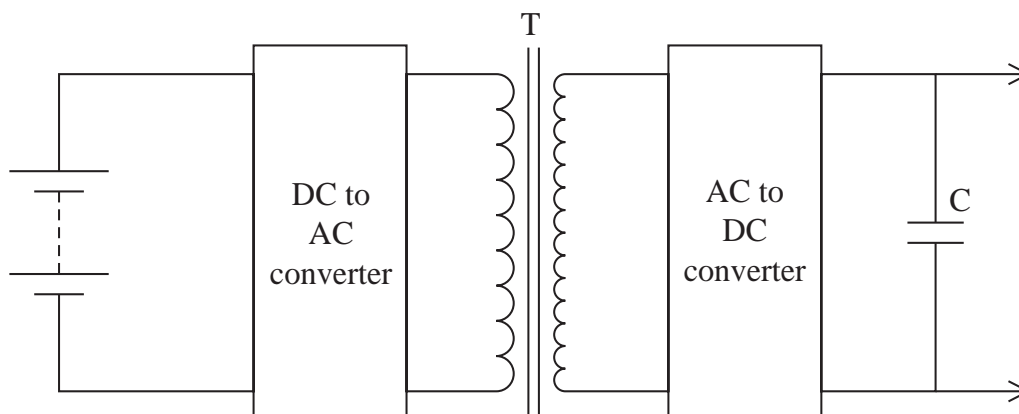 T
DC to
AC
converter
AC to
DC
converter
C